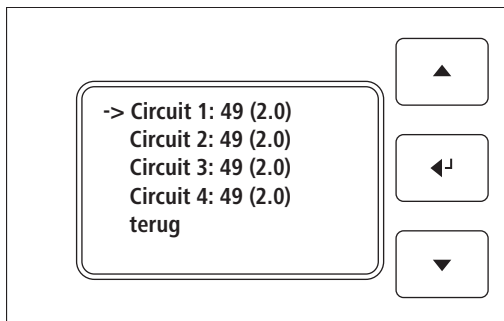 -> Circuit 1: 49 (2.0)
Circuit 2: 49 (2.0)
Circuit 3: 49 (2.0)
Circuit 4: 49 (2.0)
terug